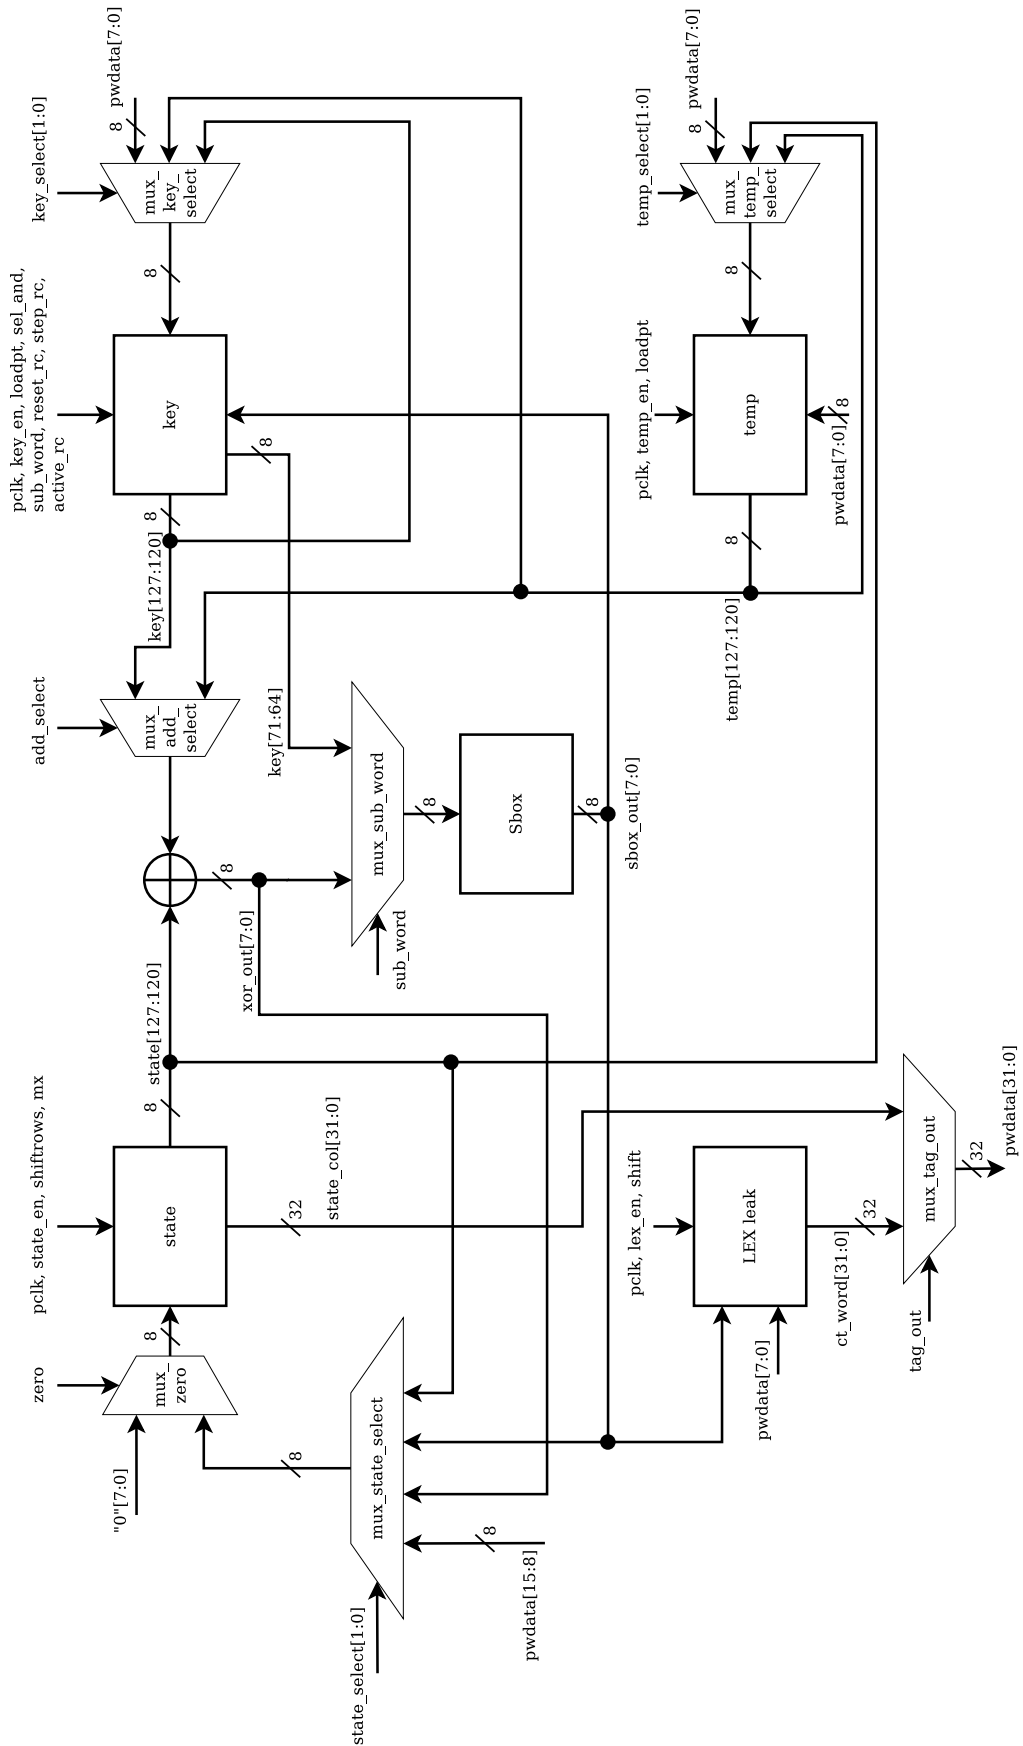 zero
pclk, state_en, shiftrows, mx
add_select
pclk, key_en, loadpt, sel_and,
sub_word, reset_rc, step_rc,
active_rc
key_select[1:0]
pwdata[7:0]
8
"0"[7:0]
mux_
zero
8
state
8
state[127:120]
mux_
add_
select
key[127:120]
8
key
8
mux_
key_
select
8
32
state_col[31:0]
8
xor_out[7:0]
key[71:64]
8
state_select[1:0]
mux_state_select
8
pwdata[15:8]
sub_word
mux_sub_word
8
Sbox
8
sbox_out[7:0]
pclk, lex_en, shift
pclk, temp_en, loadpt
temp_select[1:0]
pwdata[7:0]
8
LEX leak
pwdata[7:0]
temp[127:120]
8
temp
8
mux_
temp_
select
ct_word[31:0]
32
pwdata[7:0]
8
tag_out
mux_tag_out
32
pwdata[31:0]